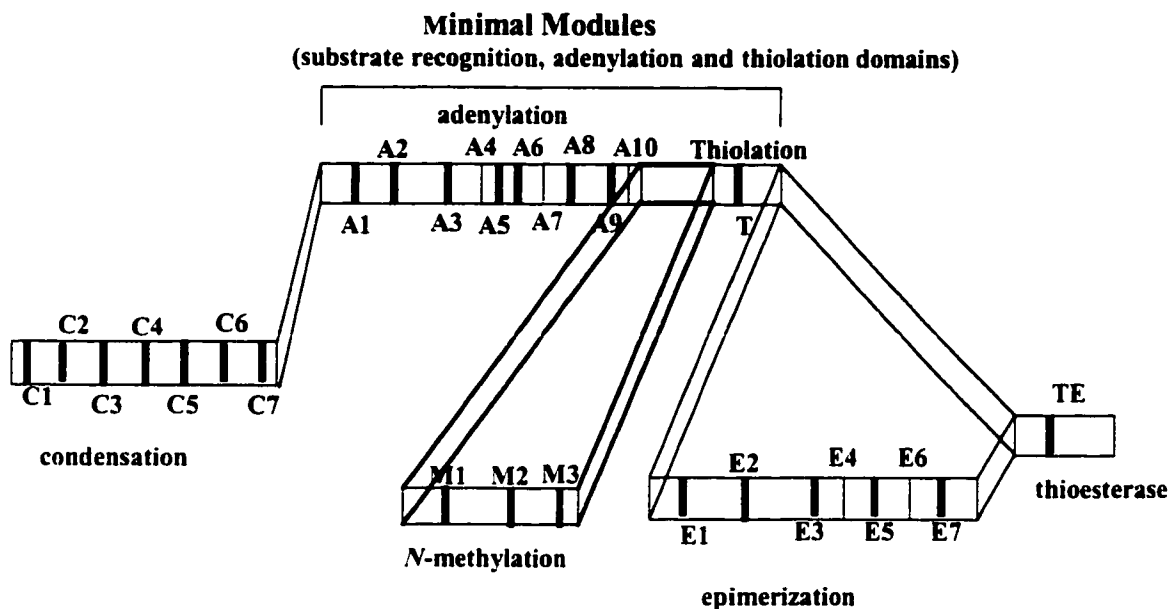 Minimal Modules
(substrate recognition, adenylation and thiolation domains)
adenylation
A2 A4 A6 A8 A10 Thiolation
A1 A3 A5 A7 A9 T
C2 C4 C6
C1 C3 C5 C7
condensation
TE
thioesterase
M1 M2 M3
N-methylation
E2 E4 E6
E1 E3 E5 E7
epimerization